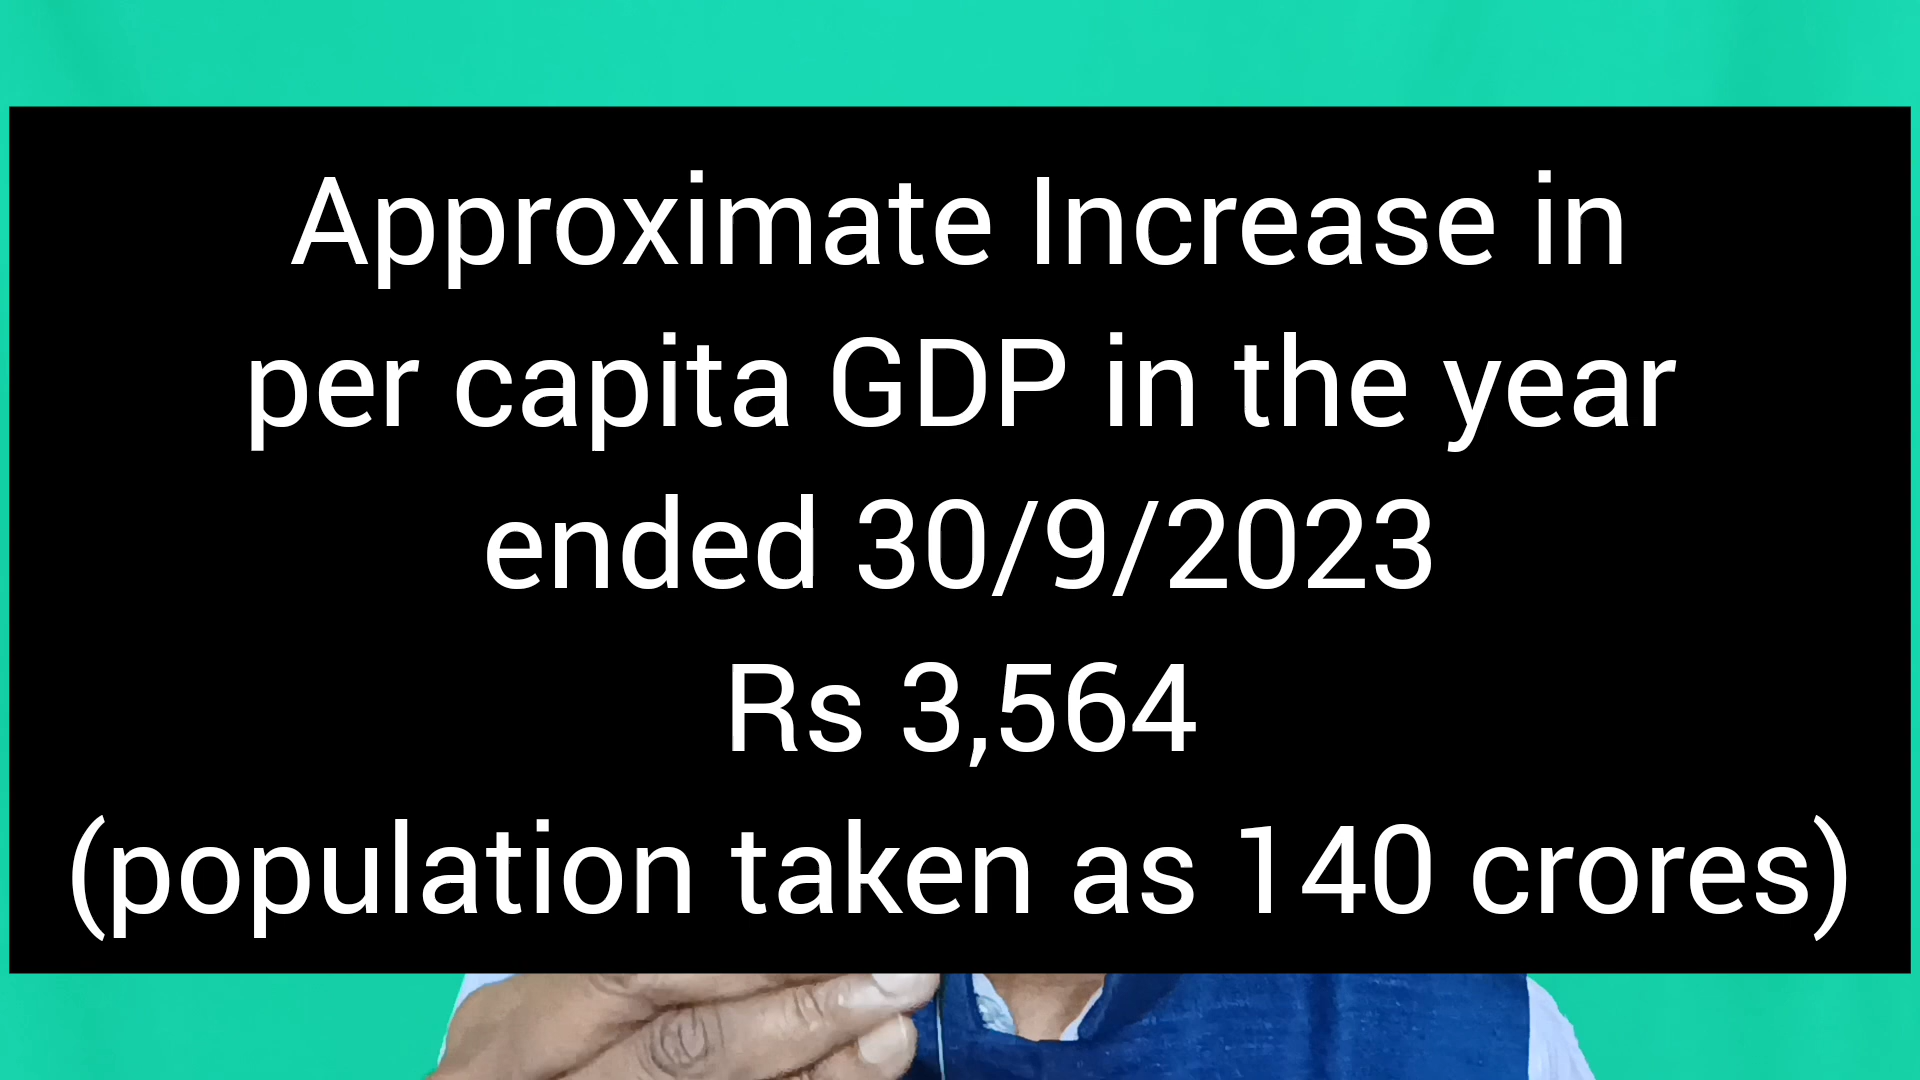 Approximate Increase in
per capita GDP in the year
ended 30/9/2023
Rs 3,564
(population taken as 140 crores)